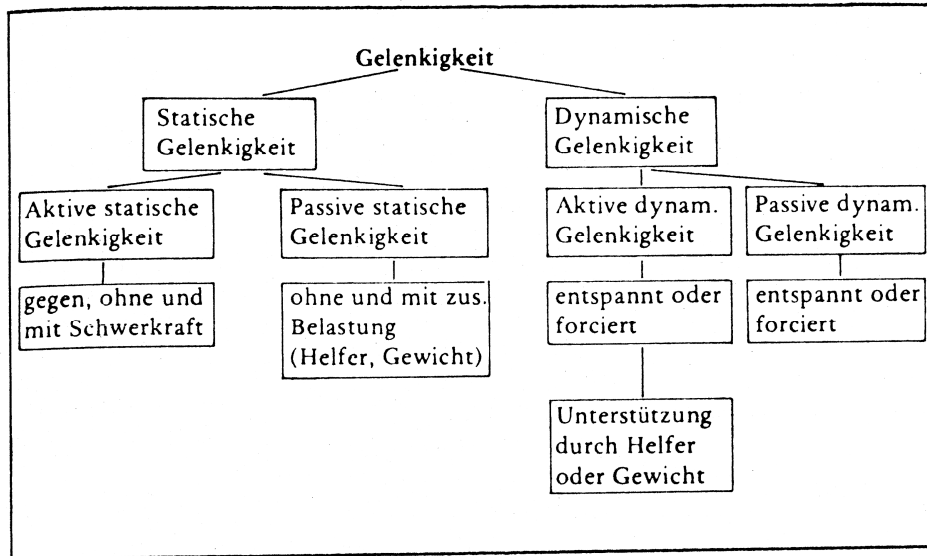 Gelenkigkeit
Statische
Gelenkigkeit
Dynamische
Gelenkigkeit
Aktive statische
Gelenkigkeit
Passive statische
Gelenkigkeit
Aktive dynam.
Gelenkigkeit
Passive dynam.
Gelenkigkeit
gegen, ohne und
mit Schwerkraft
ohne und mit zus.
Belastung
(Helfer, Gewicht)
entspannt oder
forciert
entspannt oder
forciert
Unterstützung
durch Helfer
oder Gewicht